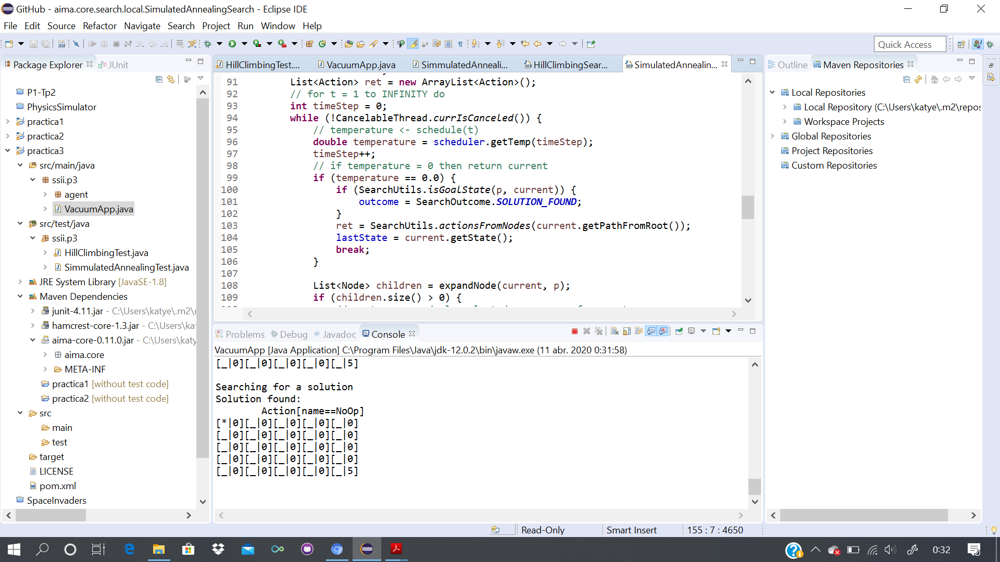 GitHub - aima.core.search.local.SimulatedAnnealingSearch - Eclipse IDE
File Edit Source Refactor Navigate Search Project Run Window Help
Quick Access
Package Explorer JUnit
P1-Tp2
PhysicsSimulator
practica1
practica2
practica3
src/main/java
ssii.p3
agent
VacuumApp.java
src/test/java
ssii.p3
HillClimbingTest.java
SimmulatedAnnealingTest.java
JRE System Library [JavaSE-1.8]
Maven Dependencies
junit-4.11.jar - C:\Users\katye\.m2\
hamcrest-core-1.3.jar - C:\Users\ka
aima-core-0.11.0.jar - C:\Users\katy
aima.core
META-INF
practica1 [without test code]
practica2 [without test code]
src
main
test
target
LICENSE
pom.xml
SpaceInvaders
HillClimbingTest.... VacuumApp.java SimmulatedAnneali... HillClimbingSear... SimulatedAnnealin...
91 List<Action> ret = new ArrayList<Action>();
92 // for t = 1 to INFINITY do
93 int timeStep = 0;
94 while (!CancelableThread.currIsCanceled()) {
95 // temperature <- schedule(t)
96 double temperature = scheduler.getTemp(timeStep);
97 timeStep++;
98 // if temperature = 0 then return current
99 if (temperature == 0.0) {
100 if (SearchUtils.isGoalState(p, current)) {
101 outcome = SearchOutcome.SOLUTION_FOUND;
102 }
103 ret = SearchUtils.actionsFromNodes(current.getPathFromRoot());
104 lastState = current.getState();
105 break;
106 }
107
108 List<Node> children = expandNode(current, p);
109 if (children.size() > 0) {
Problems Debug Javadoc Console
VacuumApp [Java Application] C:\Program Files\Java\jdk-12.0.2\bin\javaw.exe (11 abr. 2020 0:31:58)
[_|0][_|0][_|0][_|0][_|5]
Searching for a solution
Solution found:
Action[name==NoOp]
[*|0][_|0][_|0][_|0][_|0]
[_|0][_|0][_|0][_|0][_|0]
[_|0][_|0][_|0][_|0][_|0]
[_|0][_|0][_|0][_|0][_|0]
[_|0][_|0][_|0][_|0][_|5]
Outline Maven Repositories
Local Repositories
Local Repository (C:\Users\katye\.m2\repos
Workspace Projects
Global Repositories
Project Repositories
Custom Repositories
Read-Only Smart Insert 155 : 7 : 4650
0:32